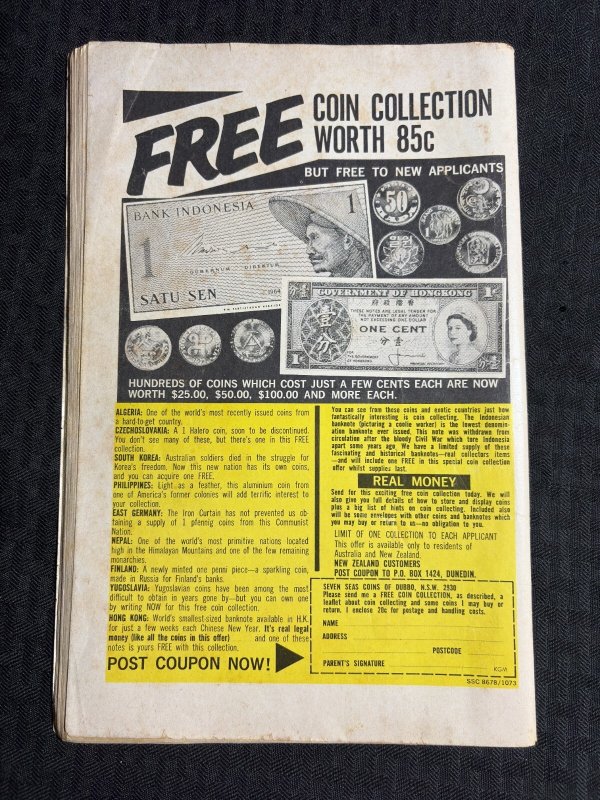 FREE COIN COLLECTION
WORTH 85c
BUT FREE TO NEW APPLICANTS
BANK INDONESIA
1
1
GUBERNUR
DIREKTUR
SATU SEN
1964
50
GOVERNMENT OF HONGKONG
1
1
THESE NOTES ARE LEGAL TENDER FOR
THE PAYMENT OF ANY AMOUNT
NOT EXCEEDING ONE DOLLAR
ONE CENT
HUNDREDS OF COINS WHICH COST JUST A FEW CENTS EACH ARE NOW
WORTH $25.00, $50.00, $100.00 AND MORE EACH.
ALGERIA: One of the world's most recently issued coins from
a hard-to-get country.
CZECHOSLOVAKIA: A 1 Halero coin, soon to be discontinued.
You don't see many of these, but there's one in this FREE
collection.
SOUTH KOREA: Australian soldiers died in the struggle for
Korea's freedom. Now this new nation has its own coins,
and you can acquire one FREE.
PHILIPPINES: Light as a feather, this aluminium coin from
one of America's former colonies will add terrific interest to
your collection.
EAST GERMANY: The Iron Curtain has not prevented us ob-
taining a supply of 1 pfennig coins from this Communist
Nation.
NEPAL: One of the world's most primitive nations located
high in the Himalayan Mountains and one of the few remaining
monarchies.
FINLAND: A newly minted one penni piece—a sparkling coin,
made in Russia for Finland's banks.
YUGOSLAVIA: Yugoslavian coins have been among the most
difficult to obtain in years gone by—but you can own one
by writing NOW for this free coin collection.
HONG KONG: World's smallest-sized banknote available in H.K.
for just a few weeks each Chinese New Year. It's real legal
money (like all the coins in this offer) and one of these
notes is yours FREE with this collection.
POST COUPON NOW!
You can see from these coins and exotic countries just how
fantastically interesting is coin collecting. The Indonesian
banknote (picturing a coolie worker) is the lowest denomin-
ation banknote ever issued. This note was withdrawn from
circulation after the bloody Civil War which tore Indonesia
apart some years ago. We have a limited supply of these
fascinating and historical banknotes—real collectors items
—and will include one FREE in this special coin collection
offer whilst supplies last.
REAL MONEY
Send for this exciting free coin collection today. We will
also give you full details of how to store and display coins
plus a big list of hints on coin collecting. Included also
will be some envelopes with other coins and banknotes which
you may buy or return to us—no obligation to you.
LIMIT OF ONE COLLECTION TO EACH APPLICANT
This offer is available only to residents of
Australia and New Zealand.
NEW ZEALAND CUSTOMERS
POST COUPON TO P.O. BOX 1424, DUNEDIN.
SEVEN SEAS COINS OF DUBBO, N.S.W. 2830
Please send me a FREE COIN COLLECTION, as described, a
leaflet about coin collecting and some coins I may buy or
return. I enclose 20c for postage and handling costs.
NAME
ADDRESS
POSTCODE
PARENT'S SIGNATURE
KGM
SSC 8678/1073